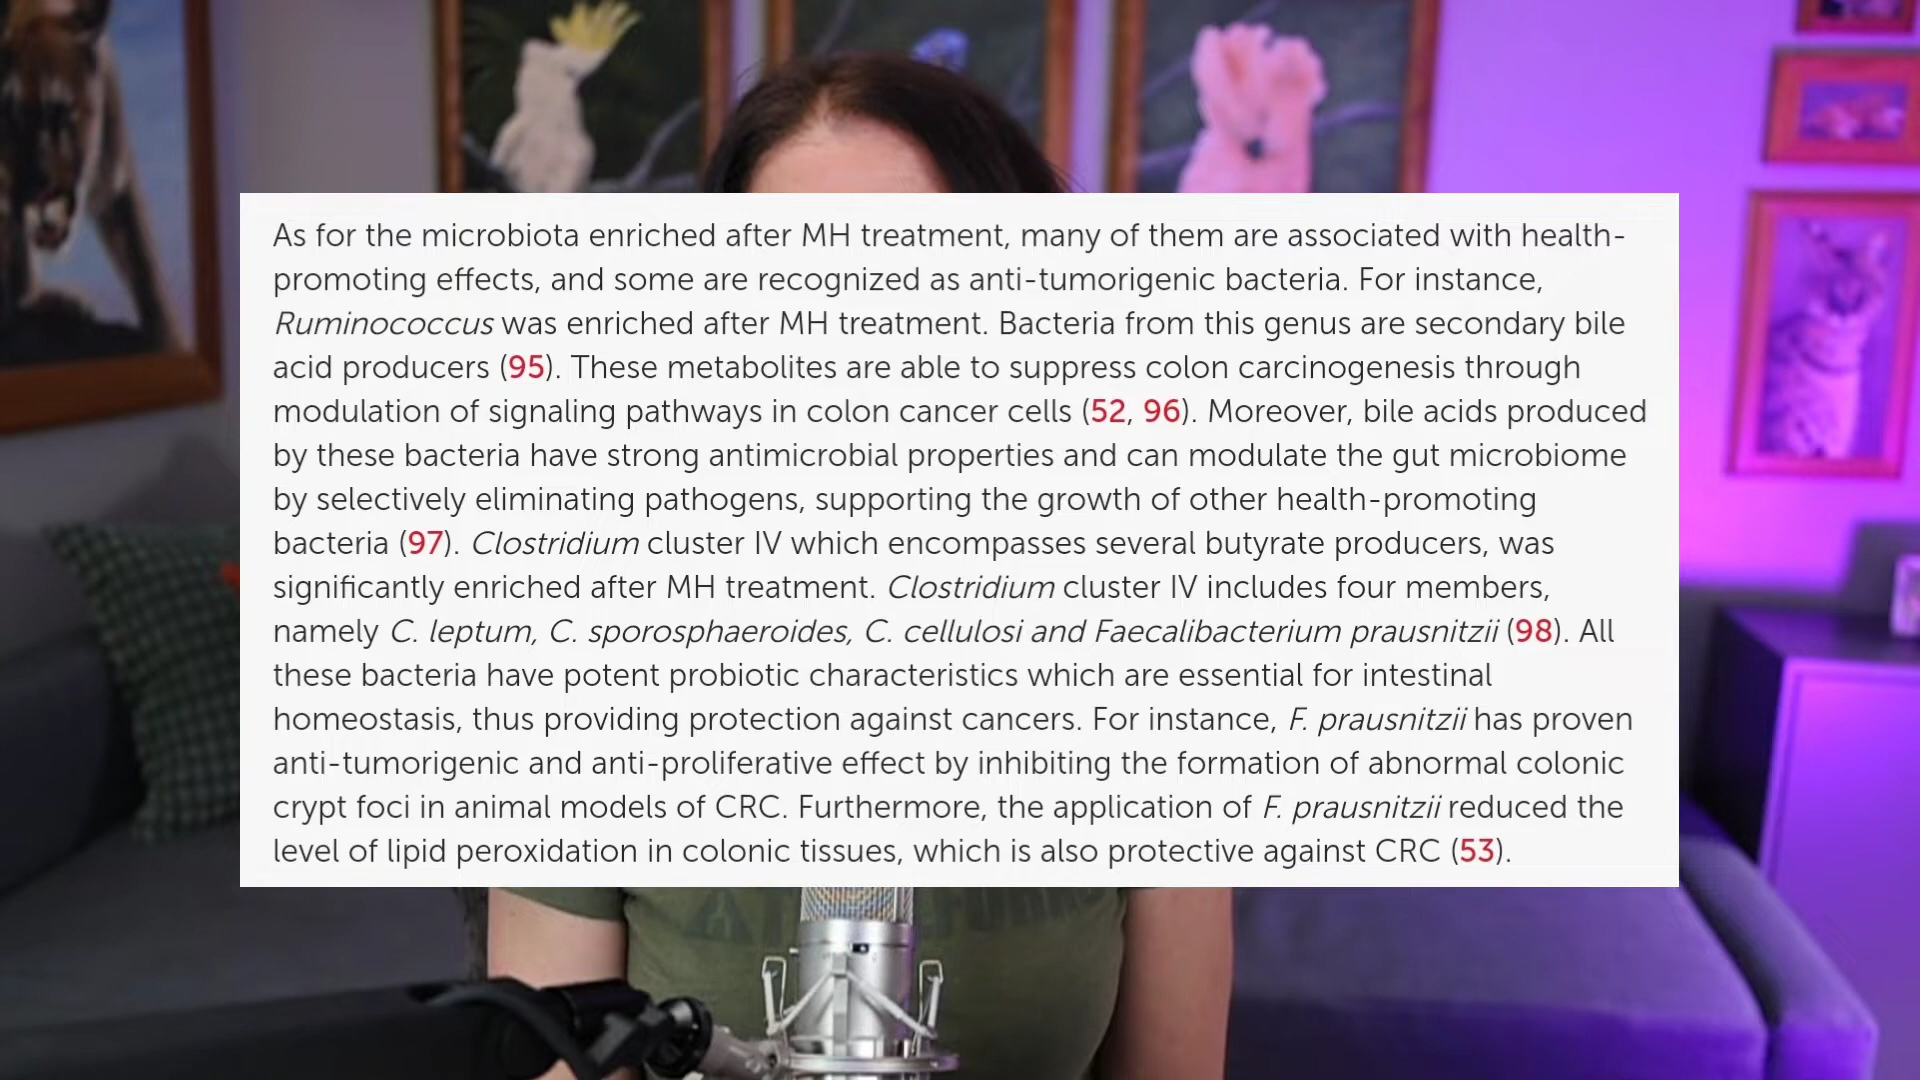 As for the microbiota enriched after MH treatment, many of them are associated with health-
promoting effects, and some are recognized as anti-tumorigenic bacteria. For instance,
Ruminococcus was enriched after MH treatment. Bacteria from this genus are secondary bile
acid producers (95). These metabolites are able to suppress colon carcinogenesis through
modulation of signaling pathways in colon cancer cells (52, 96). Moreover, bile acids produced
by these bacteria have strong antimicrobial properties and can modulate the gut microbiome
by selectively eliminating pathogens, supporting the growth of other health-promoting
bacteria (97). Clostridium cluster IV which encompasses several butyrate producers, was
significantly enriched after MH treatment. Clostridium cluster IV includes four members,
namely C. leptum, C. sporosphaeroides, C. cellulosi and Faecalibacterium prausnitzii (98). All
these bacteria have potent probiotic characteristics which are essential for intestinal
homeostasis, thus providing protection against cancers. For instance, F. prausnitzii has proven
anti-tumorigenic and anti-proliferative effect by inhibiting the formation of abnormal colonic
crypt foci in animal models of CRC. Furthermore, the application of F. prausnitzii reduced the
level of lipid peroxidation in colonic tissues, which is also protective against CRC (53).